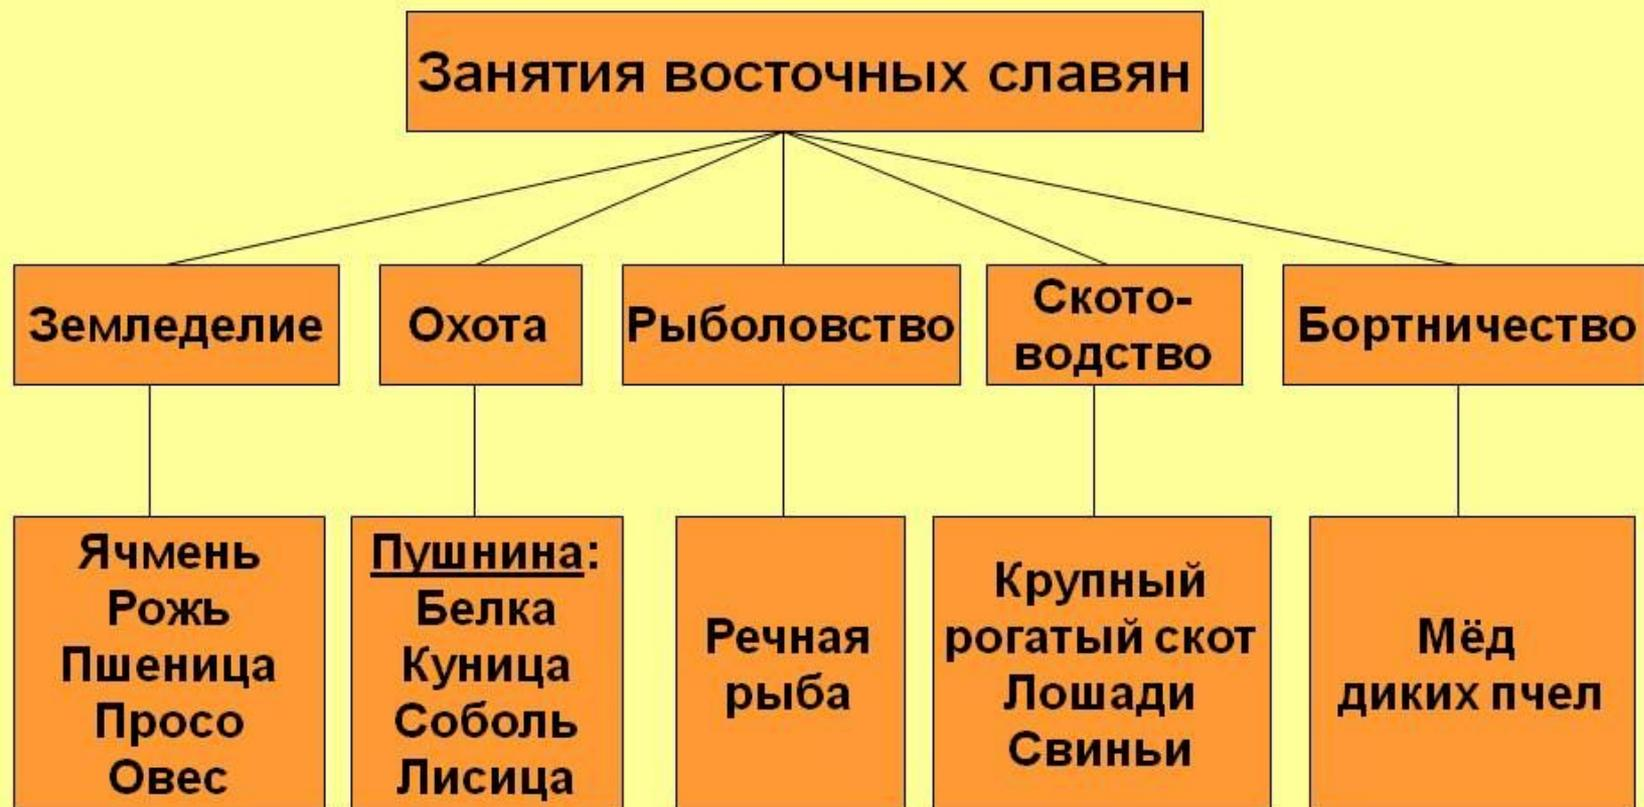 Занятия восточных славян
Земледелие
Охота
Рыболовство
Ското-
водство
Бортничество
Ячмень
Рожь
Пшеница
Просо
Овес
Пушнина:
Белка
Куница
Соболь
Лисица
Речная
рыба
Крупный
рогатый скот
Лошади
Свиньи
Мёд
диких пчел